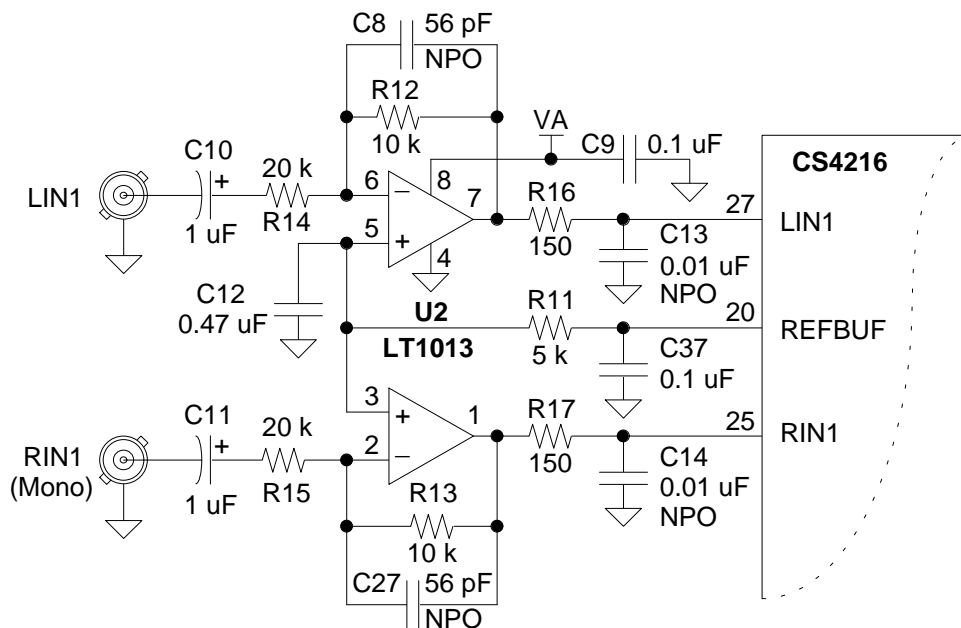 C8
56 pF
NPO
R12
10 k
VA
C9
0.1 uF
CS4216
C10
+
1 uF
20 k
R14
LIN1
6
−
8
7
5
+
4
R16
150
27
LIN1
C13
0.01 uF
NPO
C12
0.47 uF
U2
LT1013
R11
5 k
20
REFBUF
C37
0.1 uF
3
+
1
2
−
R17
150
25
RIN1
C14
0.01 uF
NPO
C11
+
1 uF
20 k
R15
RIN1
(Mono)
R13
10 k
C27
56 pF
NPO